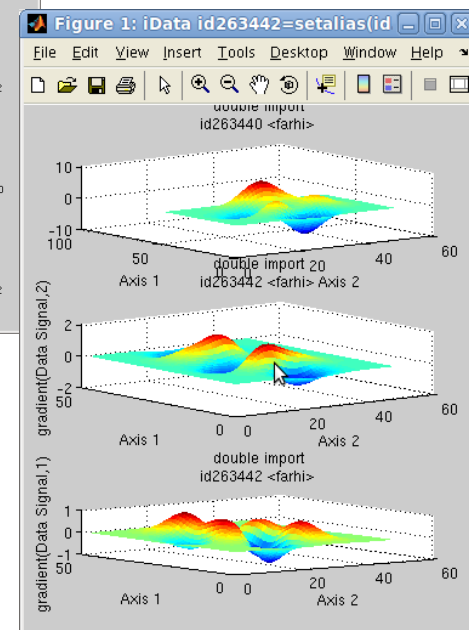 Figure 1: iData id263442=setalias(id
File Edit View Insert Tools Desktop Window Help
double import
id263440 <farhi>
10
0
-10
100
50
0
0
20
40
60
Axis 1
Axis 2
double import
id263442 <farhi>
gradient(Data Signal,2)
2
0
-2
50
0
0
20
40
60
Axis 1
Axis 2
double import
id263442 <farhi>
gradient(Data Signal,1)
1
0
-1
50
0
0
20
40
60
Axis 1
Axis 2